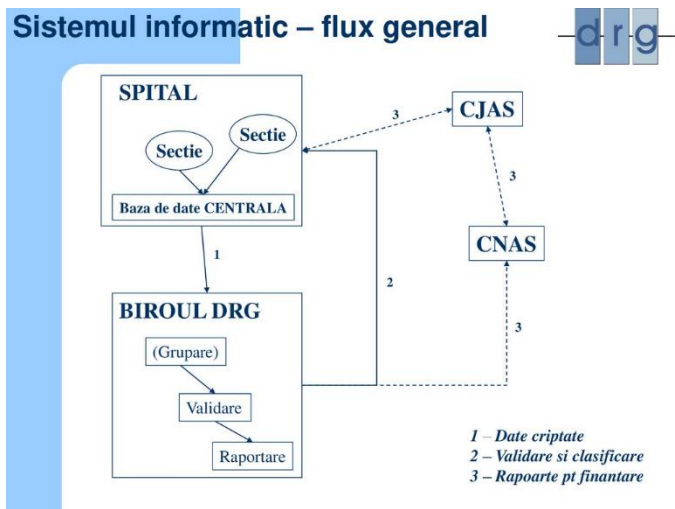 Sistemul informatic – flux general
drg
SPITAL
Sectie
Sectie
Baza de date CENTRALA
CJAS
3
3
CNAS
1
2
3
BIROUL DRG
(Grupare)
Validare
Raportare
1 – Date criptate
2 – Validare si clasificare
3 – Rapoarte pt finantare